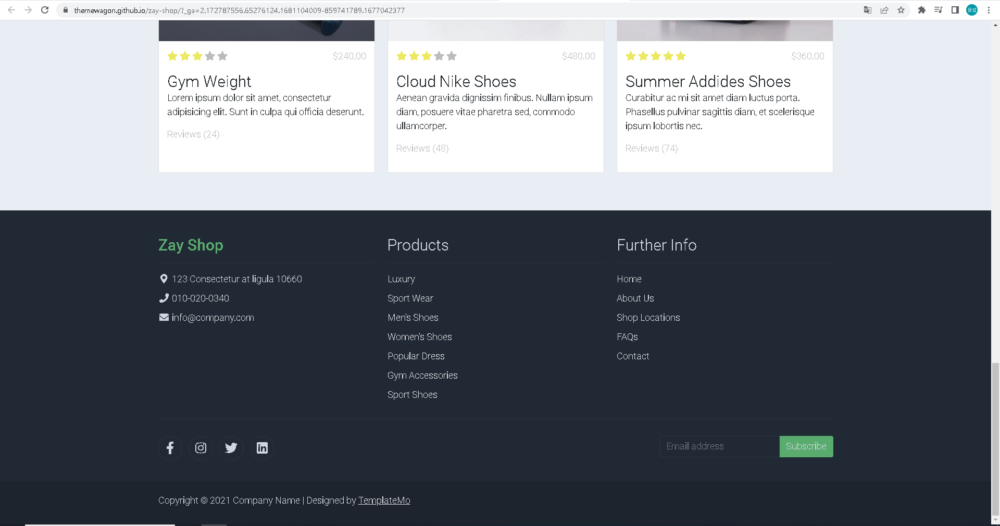 themewagon.github.io/zay-shop/?_ga=2.172787556.65276124.1681104009-859741789.1677042377
윤섭
$240.00
Gym Weight
Lorem ipsum dolor sit amet, consectetur
adipisicing elit. Sunt in culpa qui officia deserunt.
Reviews (24)
$480.00
Cloud Nike Shoes
Aenean gravida dignissim finibus. Nullam ipsum
diam, posuere vitae pharetra sed, commodo
ullamcorper.
Reviews (48)
$360.00
Summer Addides Shoes
Curabitur ac mi sit amet diam luctus porta.
Phasellus pulvinar sagittis diam, et scelerisque
ipsum lobortis nec.
Reviews (74)
Zay Shop
123 Consectetur at ligula 10660
010-020-0340
info@company.com
Products
Luxury
Sport Wear
Men's Shoes
Women's Shoes
Popular Dress
Gym Accessories
Sport Shoes
Further Info
Home
About Us
Shop Locations
FAQs
Contact
Email address
Subscribe
Copyright © 2021 Company Name | Designed by TemplateMo